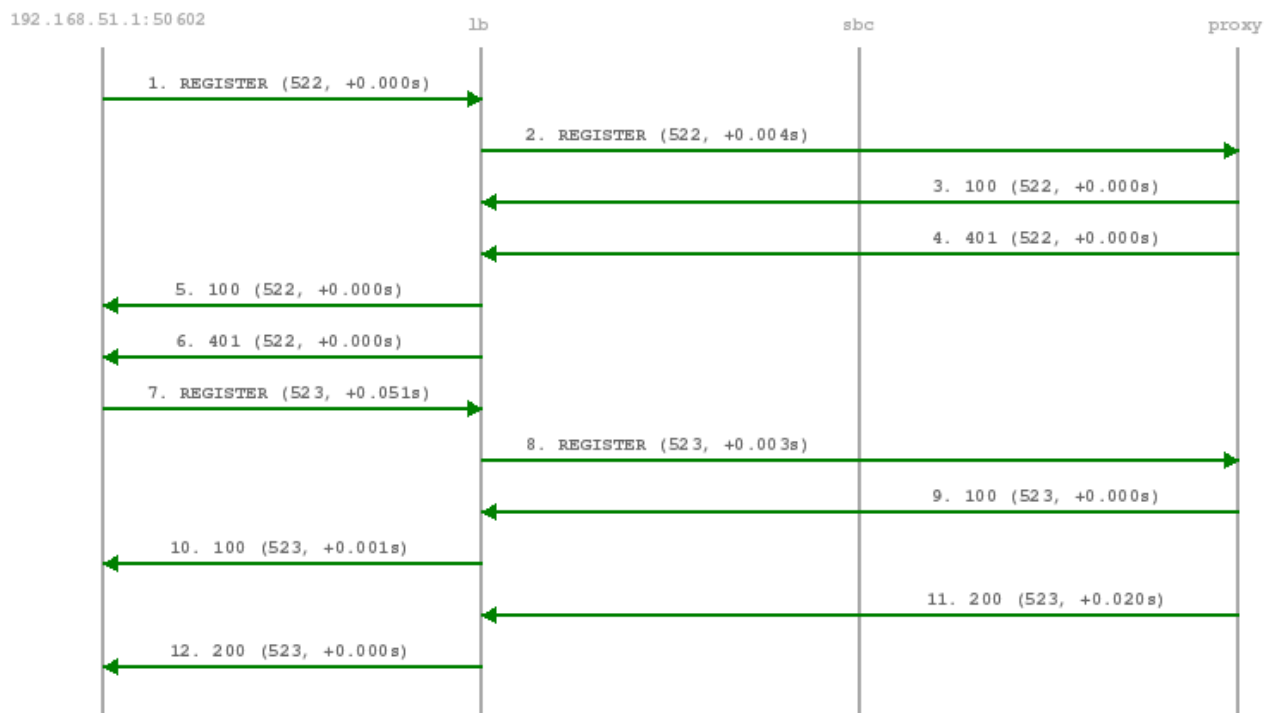 192.168.51.1:50602 lb sbc proxy
1. REGISTER (522, +0.000s)
2. REGISTER (522, +0.004s)
3. 100 (522, +0.000s)
4. 401 (522, +0.000s)
5. 100 (522, +0.000s)
6. 401 (522, +0.000s)
7. REGISTER (523, +0.051s)
8. REGISTER (523, +0.003s)
9. 100 (523, +0.000s)
10. 100 (523, +0.001s)
11. 200 (523, +0.020s)
12. 200 (523, +0.000s)